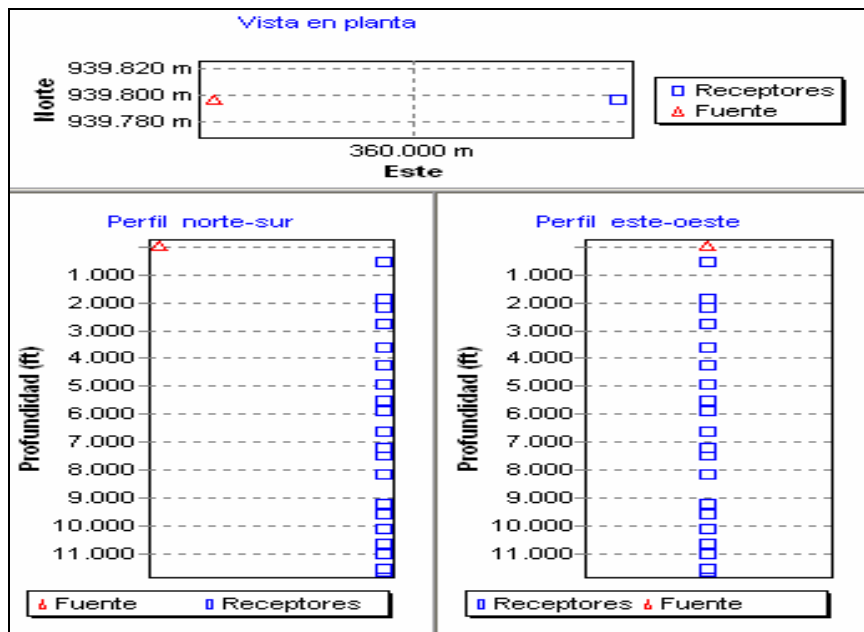 Vista en planta
Norte
939.820 m
939.800 m
939.780 m
360.000 m
Este
Receptores
Fuente
Perfil norte-sur
Profundidad (ft)
1.000
2.000
3.000
4.000
5.000
6.000
7.000
8.000
9.000
10.000
11.000
Fuente Receptores
Perfil este-oeste
Profundidad (ft)
1.000
2.000
3.000
4.000
5.000
6.000
7.000
8.000
9.000
10.000
11.000
Receptores Fuente